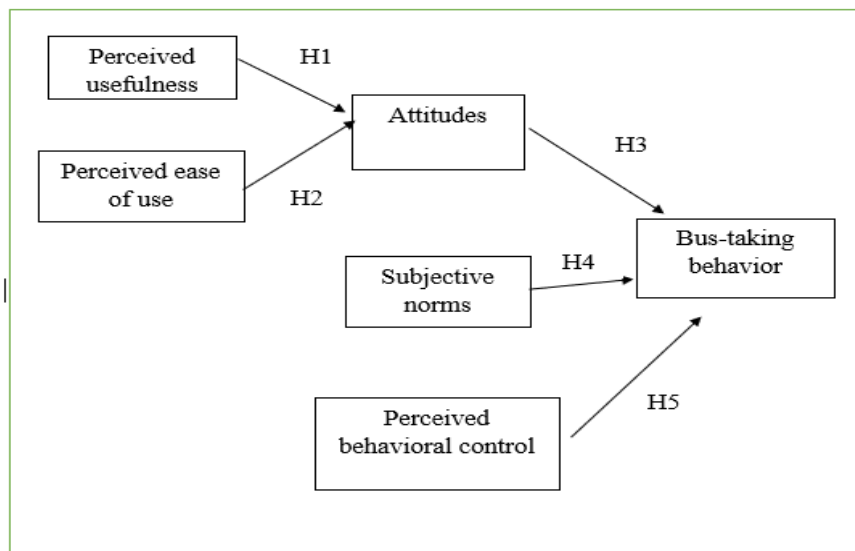 Perceived
usefulness
H1
Attitudes
Perceived ease
of use
H2
H3
Bus-taking
behavior
Subjective
norms
H4
Perceived
behavioral control
H5